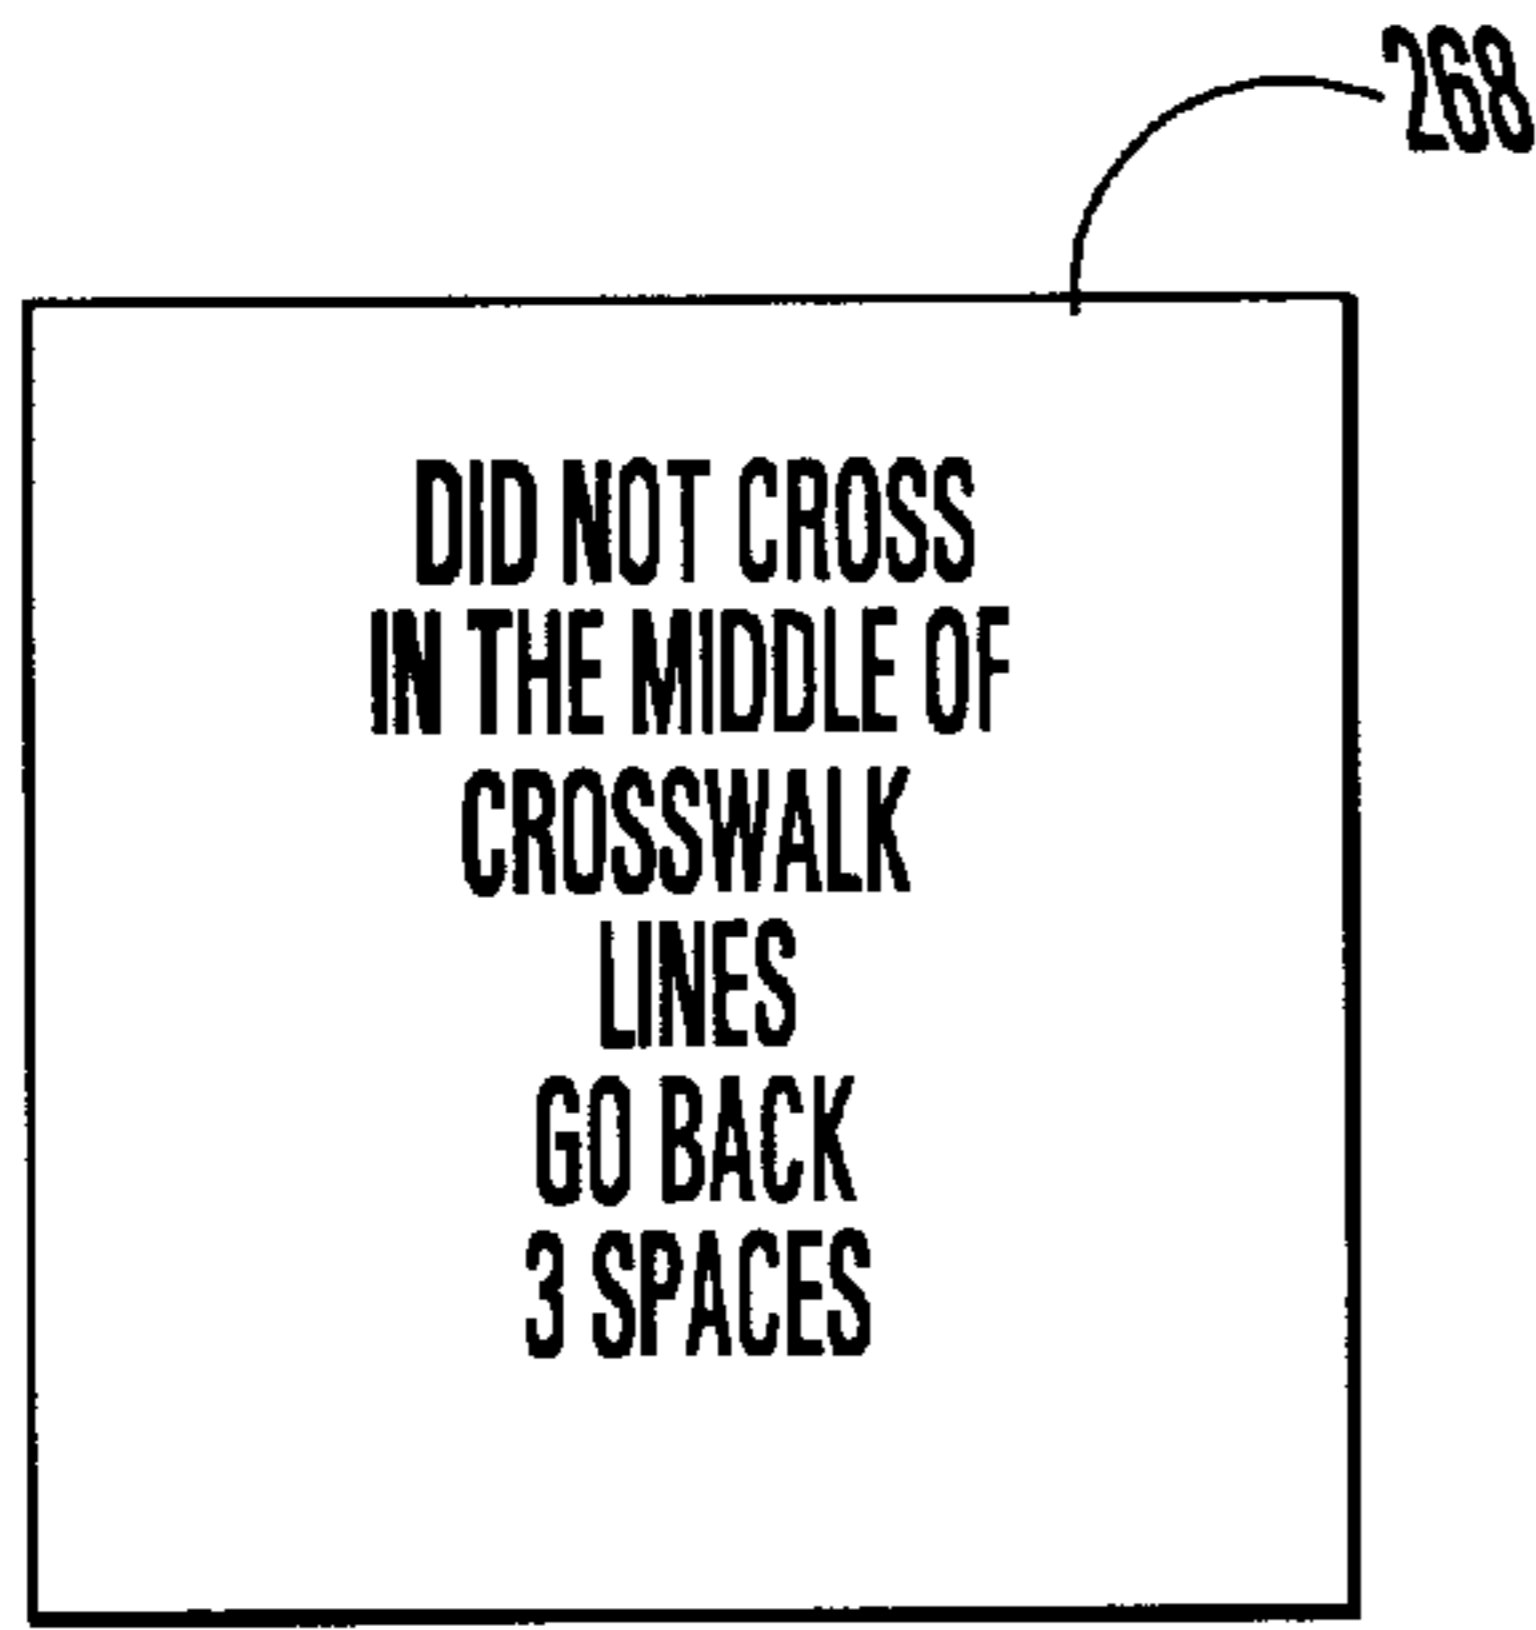 268
DID NOT CROSS
IN THE MIDDLE OF
CROSSWALK
LINES
GO BACK
3 SPACES